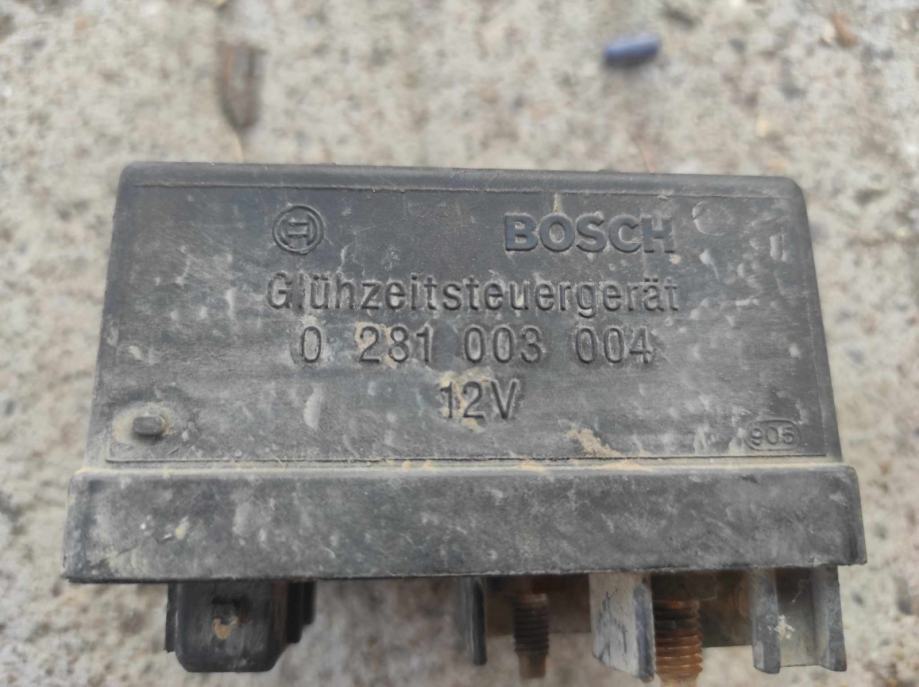 BOSCH
Glühzeitsteuergerät
0 281 003 004
12V
905